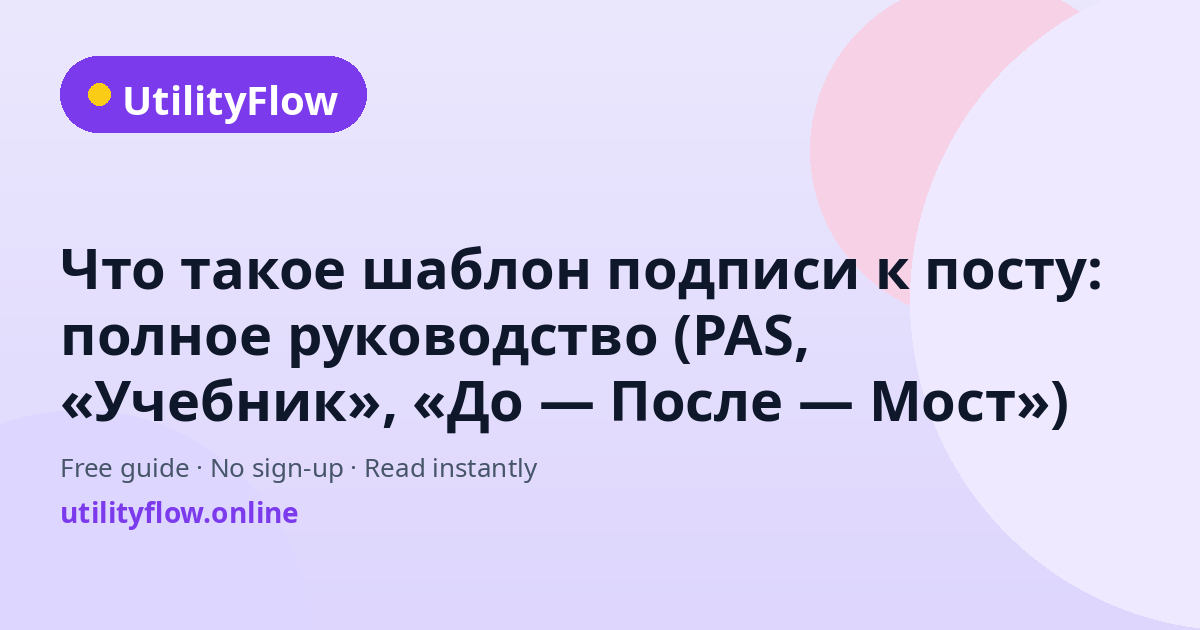 UtilityFlow
Что такое шаблон подписи к посту:
полное руководство (PAS,
«Учебник», «До — После — Мост»)
Free guide · No sign-up · Read instantly
utilityflow.online